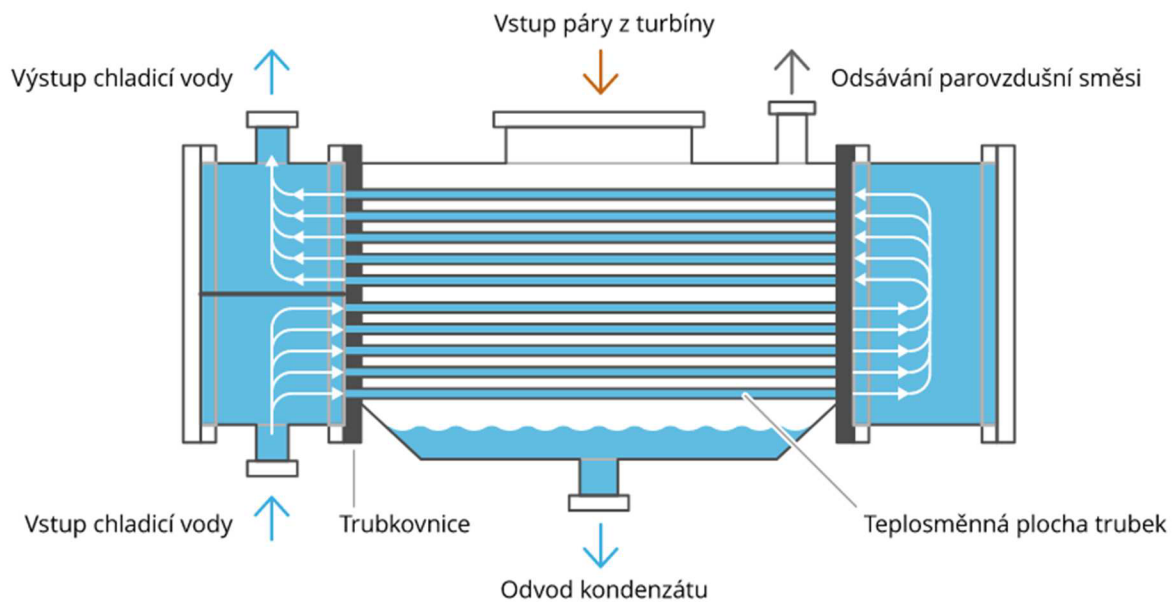 Vstup páry z turbíny
Výstup chladicí vody
Odsávání parovzdušní směsi
Vstup chladicí vody
Trubkovnice
Teplosměnná plocha trubek
Odvod kondenzátu